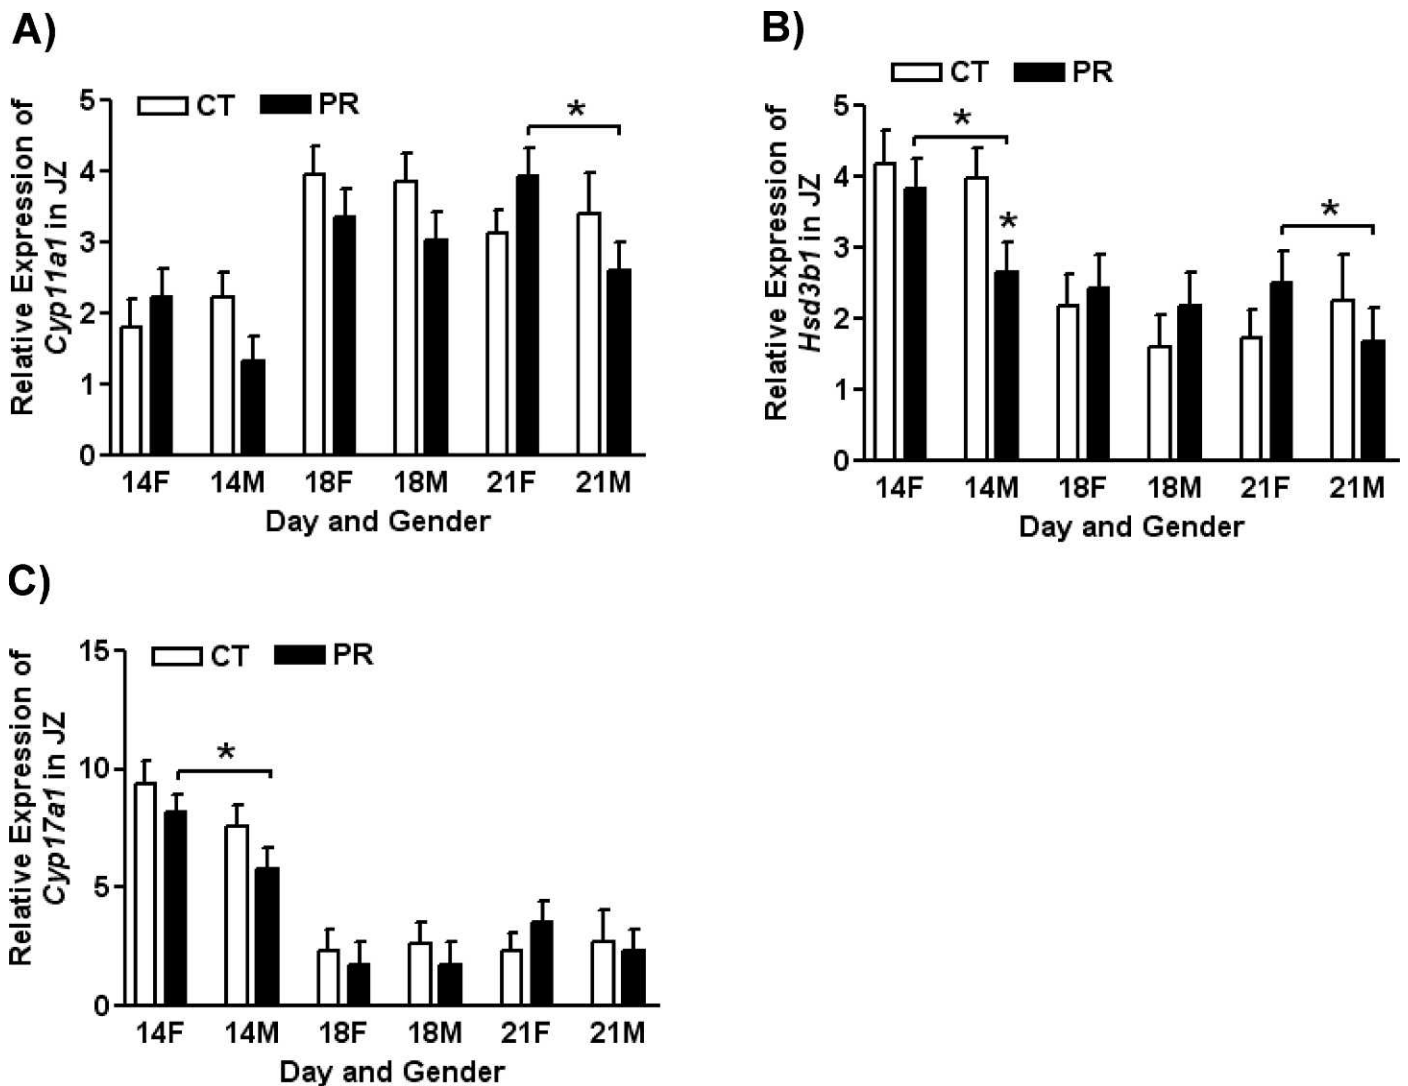 A)
CT PR
Relative Expression of
Cyp11a1 in JZ
5
*
4
3
2
1
0
14F 14M 18F 18M 21F 21M
Day and Gender
B)
CT PR
Relative Expression of
Hsd3b1 in JZ
5
*
4
*
*
3
2
1
0
14F 14M 18F 18M 21F 21M
Day and Gender
C)
CT PR
Relative Expression of
Cyp17a1 in JZ
15
*
10
5
0
14F 14M 18F 18M 21F 21M
Day and Gender